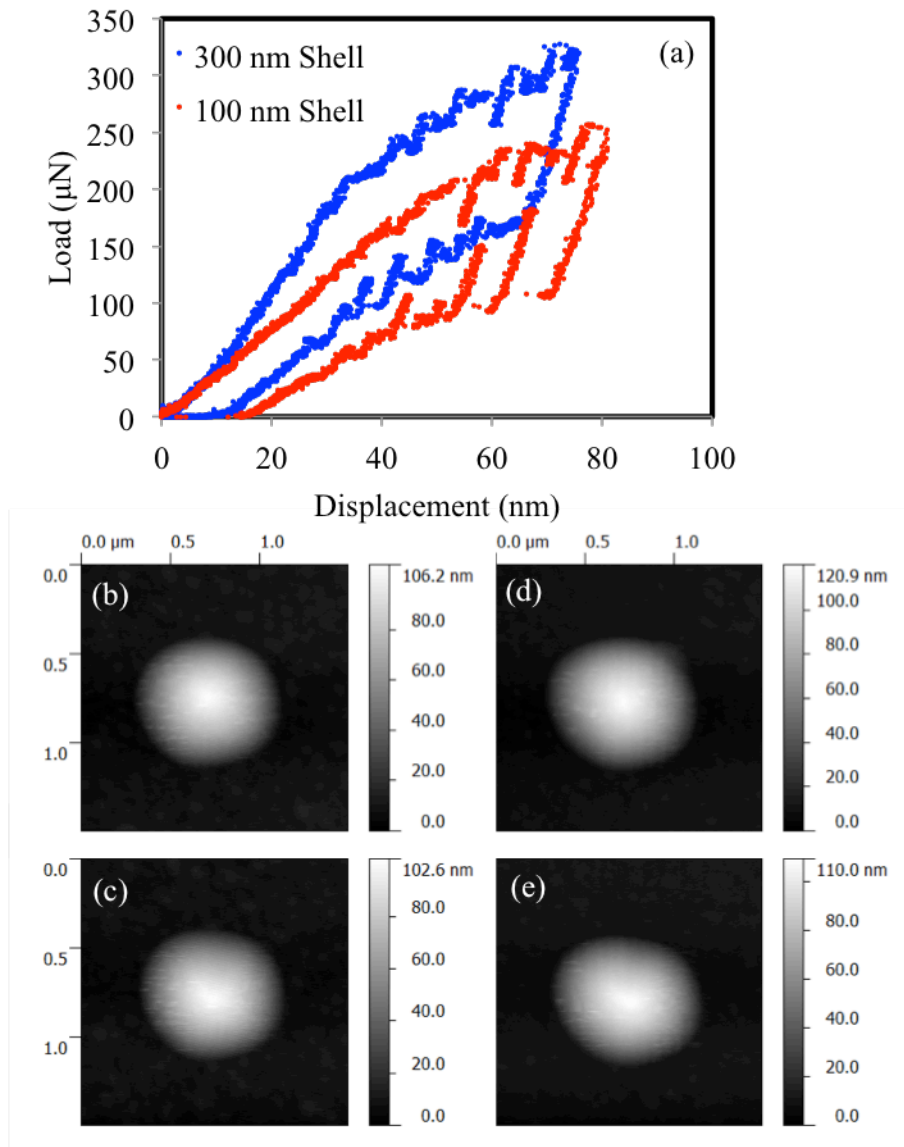 350
300
250
200
150
100
50
0
Load (µN)
300 nm Shell
100 nm Shell
(a)
0 20 40 60 80 100
Displacement (nm)
0.0 µm 0.5 1.0
0.0
0.5
1.0
(b)
106.2 nm
80.0
60.0
40.0
20.0
0.0
0.0 µm 0.5 1.0
(d)
120.9 nm
100.0
80.0
60.0
40.0
20.0
0.0
0.0
0.5
1.0
(c)
102.6 nm
80.0
60.0
40.0
20.0
0.0
(e)
110.0 nm
80.0
60.0
40.0
20.0
0.0